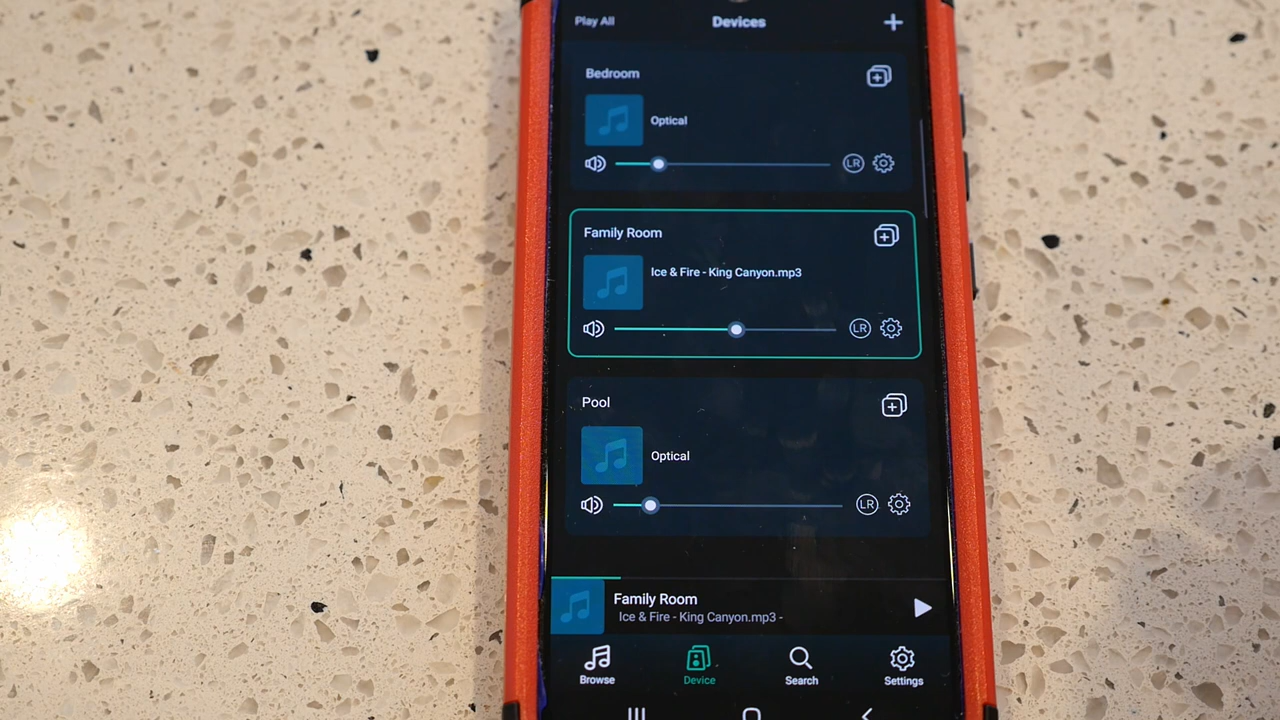 Play All Devices
Bedroom
Optical
LR
Family Room
Ice & Fire - King Canyon.mp3
LR
Pool
Optical
LR
Family Room
Ice & Fire - King Canyon.mp3 -
Browse Device Search Settings